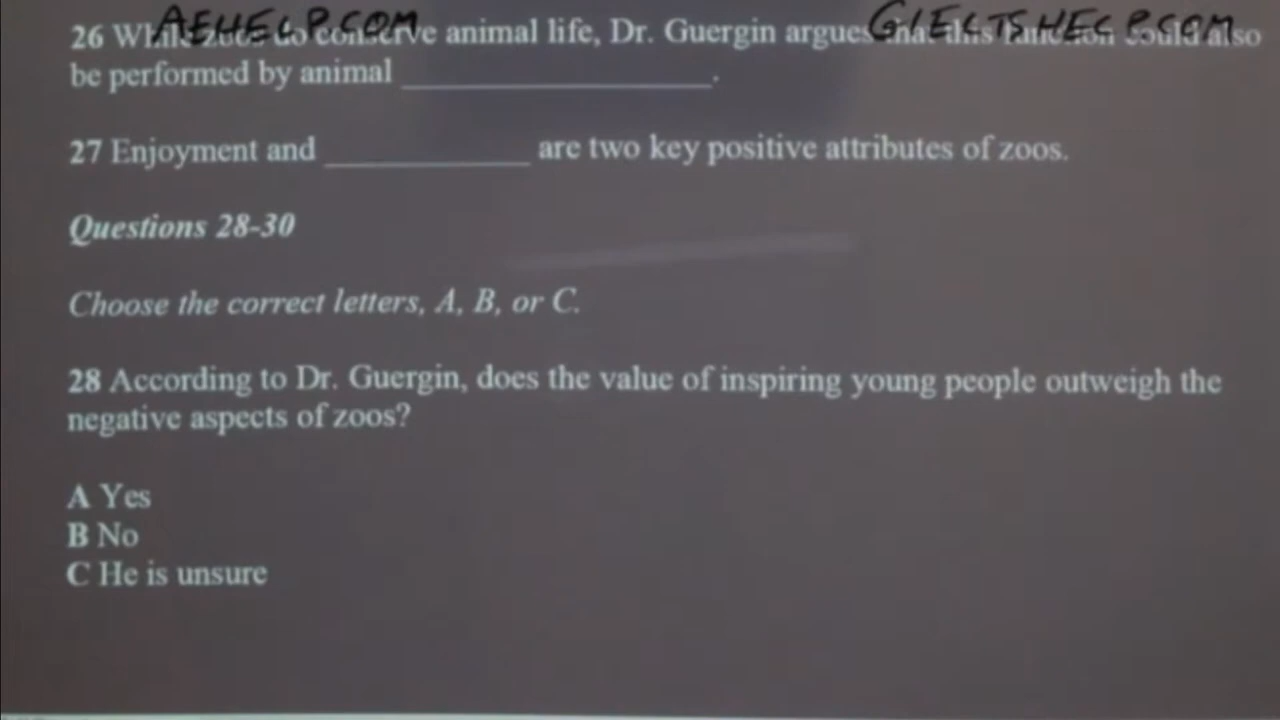 AEHELP.COM GIELTSHELP.COM
26 While zoos do conserve animal life, Dr. Guergin argues that this function could also
be performed by animal ____________________.
27 Enjoyment and ______________ are two key positive attributes of zoos.
Questions 28-30
Choose the correct letters, A, B, or C.
28 According to Dr. Guergin, does the value of inspiring young people outweigh the
negative aspects of zoos?
A Yes
B No
C He is unsure